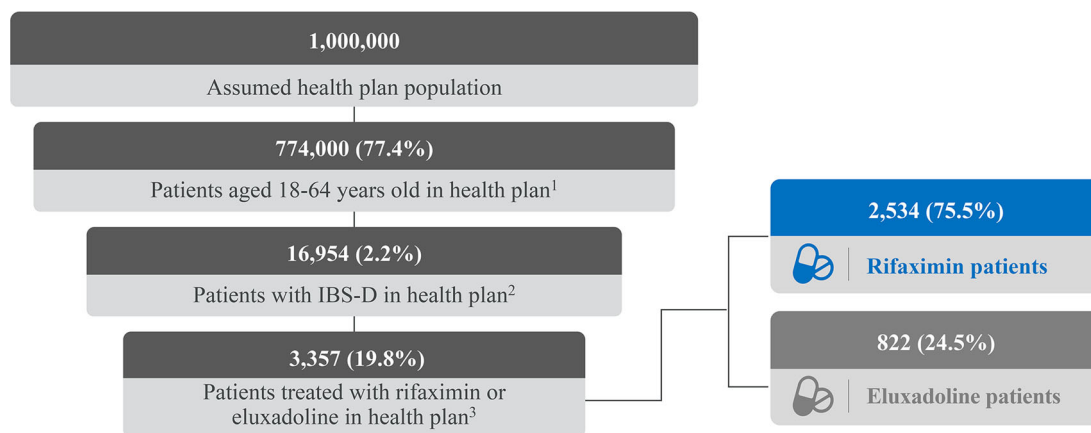 1,000,000
Assumed health plan population
774,000 (77.4%)
Patients aged 18-64 years old in health plan¹
16,954 (2.2%)
Patients with IBS-D in health plan²
3,357 (19.8%)
Patients treated with rifaximin or
eluxadoline in health plan³
2,534 (75.5%)
Rifaximin patients
822 (24.5%)
Eluxadoline patients